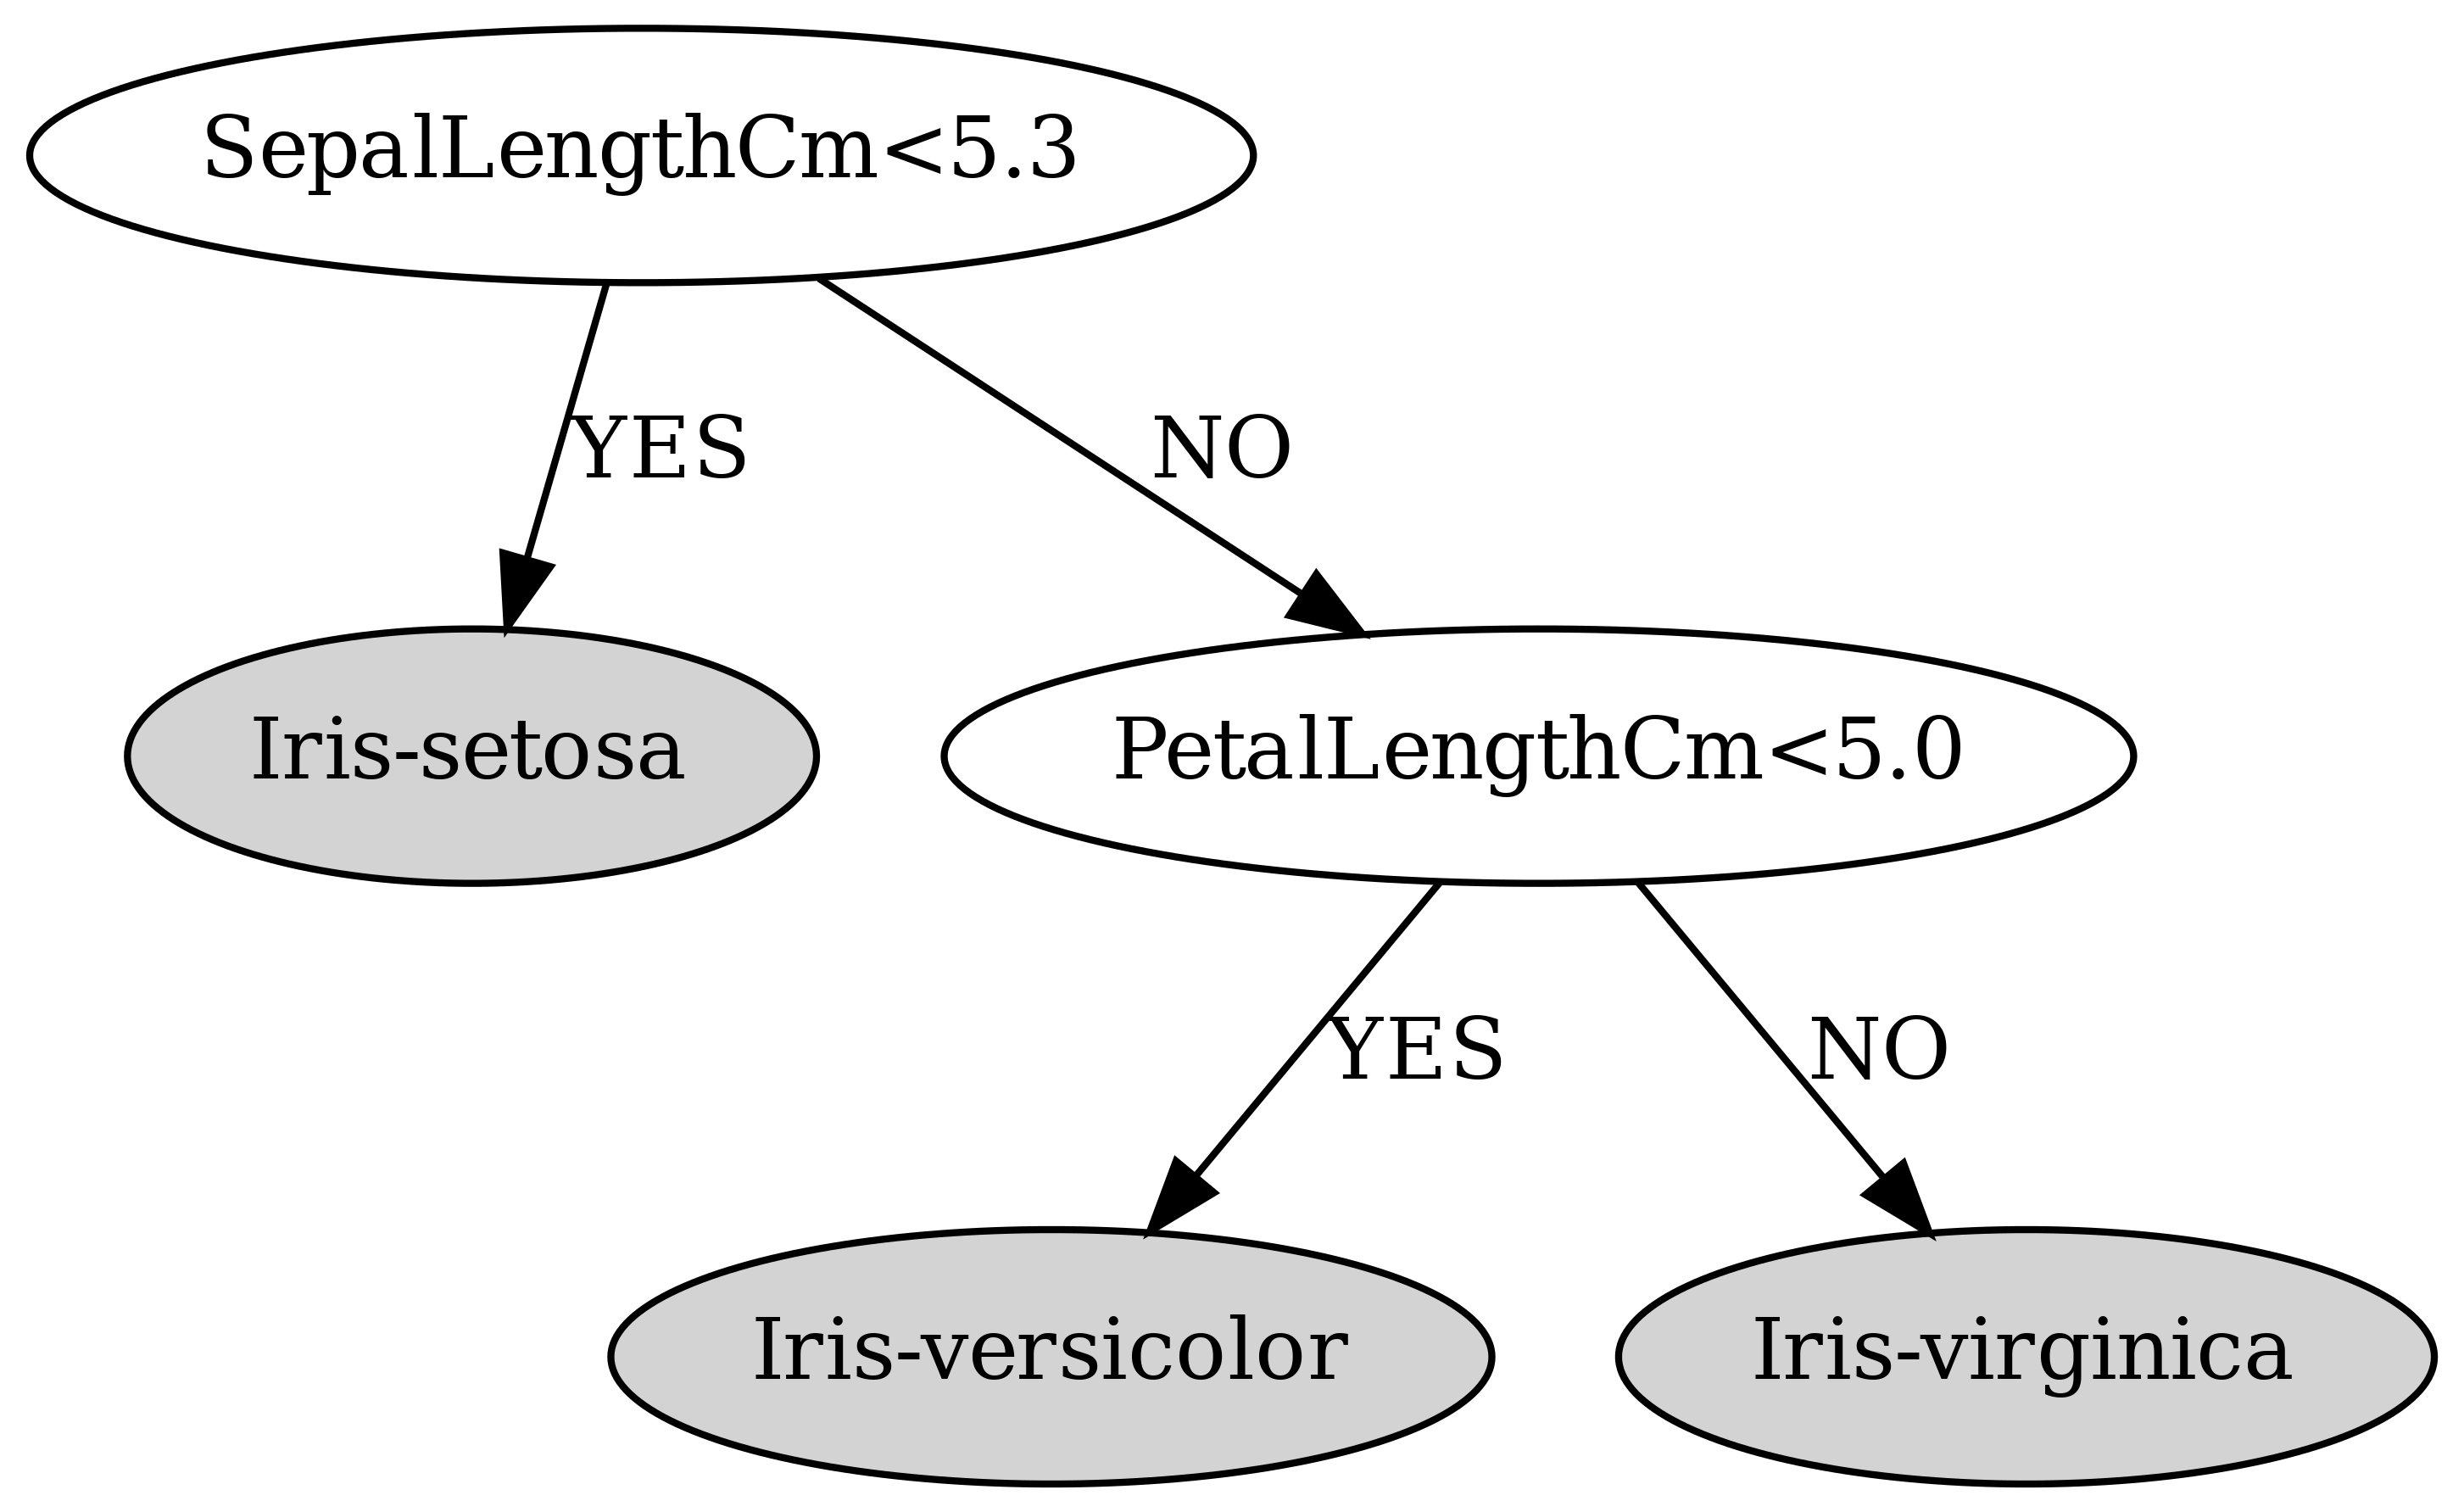 SepalLengthCm<5.3
YES
NO
Iris-setosa
PetalLengthCm<5.0
YES
NO
Iris-versicolor
Iris-virginica